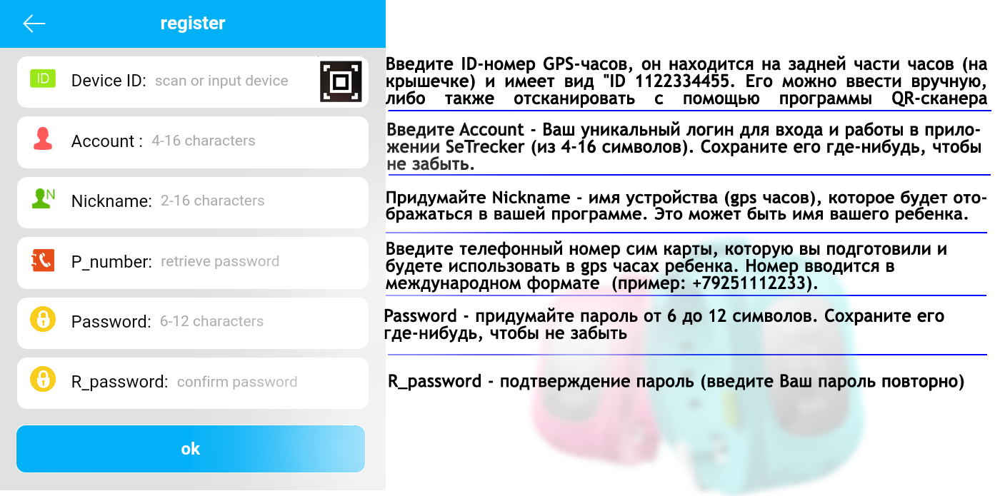 register
ID Device ID: scan or input device
Account : 4-16 characters
N Nickname: 2-16 characters
P_number: retrieve password
Password: 6-12 characters
R_password: confirm password
ok
Введите ID-номер GPS-часов, он находится на задней части часов (на
крышечке) и имеет вид "ID 1122334455. Его можно ввести вручную,
либо также отсканировать с помощью программы QR-сканера
Введите Account - Ваш уникальный логин для входа и работы в прило-
жении SeTrecker (из 4-16 символов). Сохраните его где-нибудь, чтобы
не забыть.
Придумайте Nickname - имя устройства (gps часов), которое будет ото-
бражаться в вашей программе. Это может быть имя вашего ребенка.
Введите телефонный номер сим карты, которую вы подготовили и
будете использовать в gps часах ребенка. Номер вводится в
международном формате (пример: +79251112233).
Password - придумайте пароль от 6 до 12 символов. Сохраните его
где-нибудь, чтобы не забыть
R_password - подтверждение пароль (введите Ваш пароль повторно)